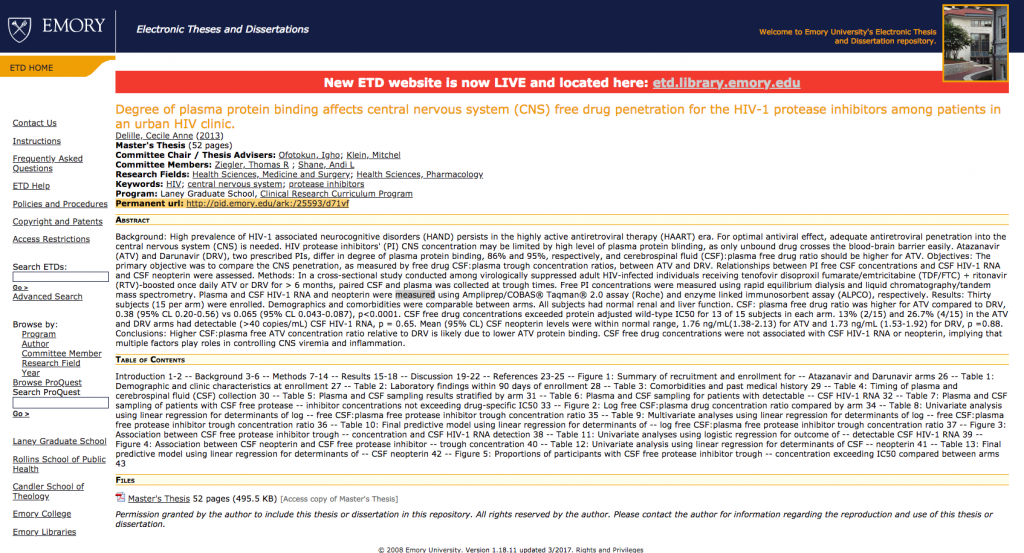 EMORY
Electronic Theses and Dissertations
Welcome to Emory University's Electronic Thesis
and Dissertation repository.
ETD HOME
New ETD website is now LIVE and located here: etd.library.emory.edu
Contact Us
Instructions
Frequently Asked
Questions
ETD Help
Policies and Procedures
Copyright and Patents
Access Restrictions
Search ETDs:
Go >
Advanced Search
Browse by:
Program
Author
Committee Member
Research Field
Year
Browse ProQuest
Search ProQuest
Go >
Laney Graduate School
Rollins School of Public
Health
Candler School of
Theology
Emory College
Emory Libraries
Degree of plasma protein binding affects central nervous system (CNS) free drug penetration for the HIV-1 protease inhibitors among patients in
an urban HIV clinic.
Delille, Cecile Anne (2013)
Master's Thesis (52 pages)
Committee Chair / Thesis Advisers: Ofotokun, Igho; Klein, Mitchel
Committee Members: Ziegler, Thomas R ; Shane, Andi L
Research Fields: Health Sciences, Medicine and Surgery; Health Sciences, Pharmacology
Keywords: HIV; central nervous system; protease inhibitors
Program: Laney Graduate School, Clinical Research Curriculum Program
Permanent url: http://pid.emory.edu/ark:/25593/d71vf
ABSTRACT
Background: High prevalence of HIV-1 associated neurocognitive disorders (HAND) persists in the highly active antiretroviral therapy (HAART) era. For optimal antiviral effect, adequate antiretroviral penetration into the
central nervous system (CNS) is needed. HIV protease inhibitors' (PI) CNS concentration may be limited by high level of plasma protein blinding, as only unbound drug crosses the blood-brain barrier easily. Atazanavir
(ATV) and Darunavir (DRV), two prescribed PIs, differ in degree of plasma protein binding, 86% and 95%, respectively, and cerebrospinal fluid (CSF):plasma free drug ratio should be higher for ATV. Objectives: The
primary objective was to compare the CNS penetration, as measured by free drug CSF:plasma trough concentration ratios, between ATV and DRV. Relationships between PI free CSF concentrations and CSF HIV-1 RNA
and CSF neopterin were assessed. Methods: In a cross-sectional study conducted among virologically suppressed adult HIV-infected individuals receiving tenofovir disoproxil fumarate/emtricitabine (TDF/FTC) + ritonavir
(RTV)-boosted once daily ATV or DRV for > 6 months, paired CSF and plasma was collected at trough times. Free PI concentrations were measured using rapid equilibrium dialysis and liquid chromatography/tandem
mass spectrometry. Plasma and CSF HIV-1 RNA and neopterin were measured using Ampliprep/COBAS® Taqman® 2.0 assay (Roche) and enzyme linked immunosorbent assay (ALPCO), respectively. Results: Thirty
subjects (15 per arm) were enrolled. Demographics and comorbidities were comparable between arms. All subjects had normal renal and liver function. CSF: plasma free drug ratio was higher for ATV compared to DRV,
0.38 (95% CL 0.20-0.56) vs 0.065 (95% CL 0.043-0.087), p<0.0001. CSF free drug concentrations exceeded protein adjusted wild-type IC50 for 13 of 15 subjects in each arm. 13% (2/15) and 26.7% (4/15) in the ATV
and DRV arms had detectable (>40 copies/mL) CSF HIV-1 RNA, p = 0.65. Mean (95% CL) CSF neopterin levels were within normal range, 1.76 ng/mL(1.38-2.13) for ATV and 1.73 ng/mL (1.53-1.92) for DRV, p =0.88.
Conclusions: Higher CSF:plasma free ATV concentration ratio relative to DRV is likely due to lower ATV protein binding. CSF free drug concentrations were not associated with CSF HIV-1 RNA or neopterin, implying that
multiple factors play roles in controlling CNS viremia and inflammation.
TABLE OF CONTENTS
Introduction 1-2 -- Background 3-6 -- Methods 7-14 -- Results 15-18 -- Discussion 19-22 -- References 23-25 -- Figure 1: Summary of recruitment and enrollment for -- Atazanavir and Darunavir arms 26 -- Table 1:
Demographic and clinic characteristics at enrollment 27 -- Table 2: Laboratory findings within 90 days of enrollment 28 -- Table 3: Comorbidities and past medical history 29 -- Table 4: Timing of plasma and
cerebrospinal fluid (CSF) collection 30 -- Table 5: Plasma and CSF sampling results stratified by arm 31 -- Table 6: Plasma and CSF sampling for patients with detectable -- CSF HIV-1 RNA 32 -- Table 7: Plasma and CSF
sampling of patients with CSF free protease -- inhibitor concentrations not exceeding drug-specific IC50 33 -- Figure 2: Log free CSF:plasma drug concentration ratio compared by arm 34 -- Table 8: Univariate analysis
using linear regression for determinants of log -- free CSF:plasma free protease inhibitor trough concentration ratio 35 -- Table 9: Multivariate analyses using linear regression for determinants of log -- free CSF:plasma
free protease inhibitor trough concentration ratio 36 -- Table 10: Final predictive model using linear regression for determinants of -- log free CSF:plasma free protease inhibitor trough concentration ratio 37 -- Figure 3:
Association between CSF free protease inhibitor trough -- concentration and CSF HIV-1 RNA detection 38 -- Table 11: Univariate analyses using logistic regression for outcome of -- detectable CSF HIV-1 RNA 39 --
Figure 4: Association between CSF neopterin and CSF free protease inhibitor -- trough concentration 40 -- Table 12: Univariate analysis using linear regression for determinants of CSF -- neopterin 41 -- Table 13: Final
predictive model using linear regression for determinants of -- CSF neopterin 42 -- Figure 5: Proportions of participants with CSF free protease inhibitor trough -- concentration exceeding IC50 compared between arms
43
FILES
Master's Thesis 52 pages (495.5 KB) [Access copy of Master's Thesis]
Permission granted by the author to include this thesis or dissertation in this repository. All rights reserved by the author. Please contact the author for information regarding the reproduction and use of this thesis or
dissertation.
© 2008 Emory University. Version 1.18.11 updated 3/2017. Rights and Privileges